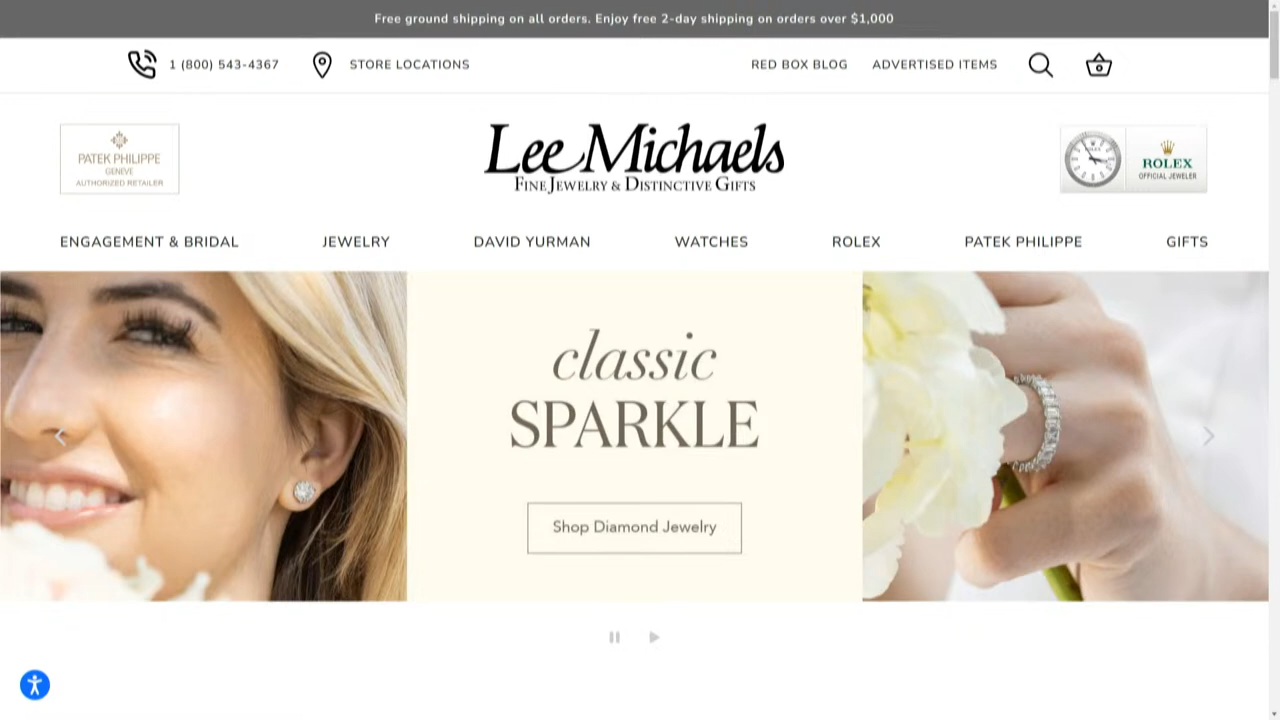 Free ground shipping on all orders. Enjoy free 2-day shipping on orders over $1,000
1 (800) 543-4367 STORE LOCATIONS RED BOX BLOG ADVERTISED ITEMS
PATEK PHILIPPE
GENEVE
AUTHORIZED RETAILER
Lee Michaels
FINE JEWELRY & DISTINCTIVE GIFTS
ROLEX
OFFICIAL JEWELER
ENGAGEMENT & BRIDAL JEWELRY DAVID YURMAN WATCHES ROLEX PATEK PHILIPPE GIFTS
classic
SPARKLE
Shop Diamond Jewelry